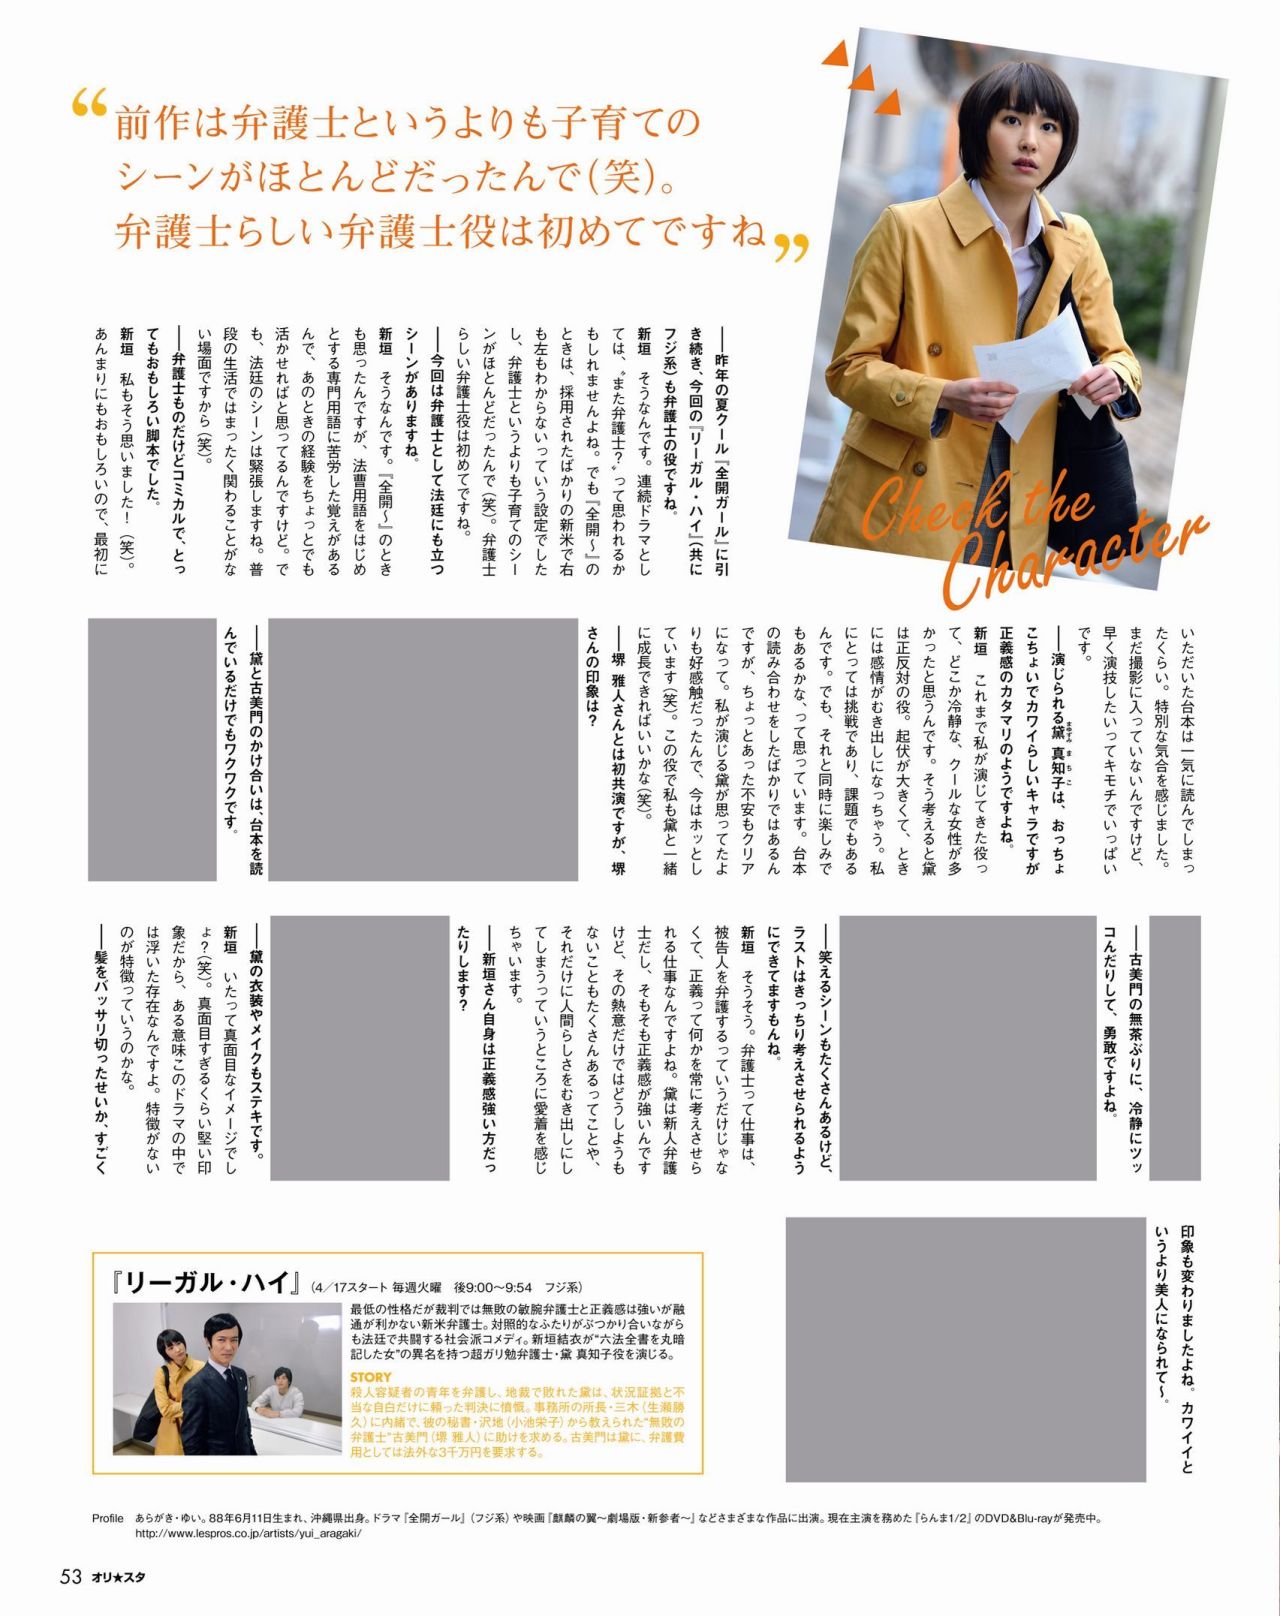 “前作は弁護士というよりも子育ての
シーンがほとんどだったんで（笑）。
弁護士らしい弁護士役は初めてですね”
Check the
Character
――昨年の夏クール『全開ガール』に引
き続き、今回の『リーガル・ハイ』（共に
フジ系）も弁護士の役ですね。
新垣　そうなんです。連続ドラマとし
ては、“また弁護士？”って思われるか
もしれませんよね。でも『全開〜』の
ときは、採用されたばかりの新米で右
も左もわからないっていう設定でした
し、弁護士というよりも子育てのシー
ンがほとんどだったんで（笑）。弁護士
らしい弁護士役は初めてですね。
――今回は弁護士として法廷にも立つ
シーンがありますね。
新垣　そうなんです。『全開〜』のとき
も思ったんですが、法曹用語をはじめ
とする専門用語に苦労した覚えがある
んで、あのときの経験をちょっとでも
活かせればと思ってるんですけど。で
も、法廷のシーンは緊張しますね。普
段の生活ではまったく関わることがな
い場面ですから（笑）。
――弁護士ものだけどコミカルで、とっ
てもおもしろい脚本でした。
新垣　私もそう思いました！（笑）。
あんまりにもおもしろいので、最初に
いただいた台本は一気に読んでしまっ
たくらい。特別な気合を感じました。
まだ撮影に入っていないんですけど、
早く演技したいってキモチでいっぱい
です。
――演じられる黛 真知子は、おっちょ
まゆずみ まちこ
こちょいでカワイらしいキャラですが
正義感のカタマリのようですよね。
新垣　これまで私が演じてきた役っ
て、どこか冷静な、クールな女性が多
かったと思うんです。そう考えると黛
は正反対の役。起伏が大きくて、とき
には感情がむき出しになっちゃう。私
にとっては挑戦であり、課題でもある
んです。でも、それと同時に楽しみで
もあるかな、って思っています。台本
の読み合わせをしたばかりではあるん
ですが、ちょっとあった不安もクリア
になって。私が演じる黛が思ってたよ
りも好感触だったんで、今はホッとし
ています（笑）。この役で私も黛と一緒
に成長できればいいかな（笑）。
――堺 雅人さんとは初共演ですが、堺
さんの印象は？
――黛と古美門のかけ合いは、台本を読
んでいるだけでもワクワクです。
――古美門の無茶ぶりに、冷静にツッ
コんだりして、勇敢ですよね。
――笑えるシーンもたくさんあるけど、
ラストはきっちり考えさせられるよう
にできてますもんね。
新垣　そうそう。弁護士って仕事は、
被告人を弁護するっていうだけじゃな
くて、正義って何かを常に考えさせら
れる仕事なんですよね。黛は新人弁護
士だし、そもそも正義感が強いんです
けど、その熱意だけではどうしようも
ないこともたくさんあるってことや、
それだけに人間らしさをむき出しにし
てしまうっていうところに愛着を感じ
ちゃいます。
――新垣さん自身は正義感強い方だっ
たりします？
――黛の衣装やメイクもステキです。
新垣　いたって真面目なイメージでし
ょ？（笑）。真面目すぎるくらい堅い印
象だから、ある意味このドラマの中で
は浮いた存在なんですよ。特徴がない
のが特徴っていうのかな。
――髪をバッサリ切ったせいか、すごく
印象も変わりましたよね。カワイイと
いうより美人になられて〜。
『リーガル・ハイ』（4／17スタート 毎週火曜　後9:00〜9:54　フジ系）
最低の性格だが裁判では無敗の敏腕弁護士と正義感は強いが融
通が利かない新米弁護士。対照的なふたりがぶつかり合いながら
も法廷で共闘する社会派コメディ。新垣結衣が“六法全書を丸暗
記した女”の異名を持つ超ガリ勉弁護士・黛 真知子役を演じる。
STORY
殺人容疑者の青年を弁護し、地裁で敗れた黛は、状況証拠と不
当な自白だけに頼った判決に憤慨。事務所の所長・三木（生瀬勝
久）に内緒で、彼の秘書・沢地（小池栄子）から教えられた“無敗の
弁護士”古美門（堺 雅人）に助けを求める。古美門は黛に、弁護費
用としては法外な3千万円を要求する。
Profile　あらがき・ゆい。88年6月11日生まれ、沖縄県出身。ドラマ『全開ガール』（フジ系）や映画『麒麟の翼〜劇場版・新参者〜』などさまざまな作品に出演。現在主演を務めた『らんま1/2』のDVD&Blu-rayが発売中。
http://www.lespros.co.jp/artists/yui_aragaki/
53 オリ★スタ